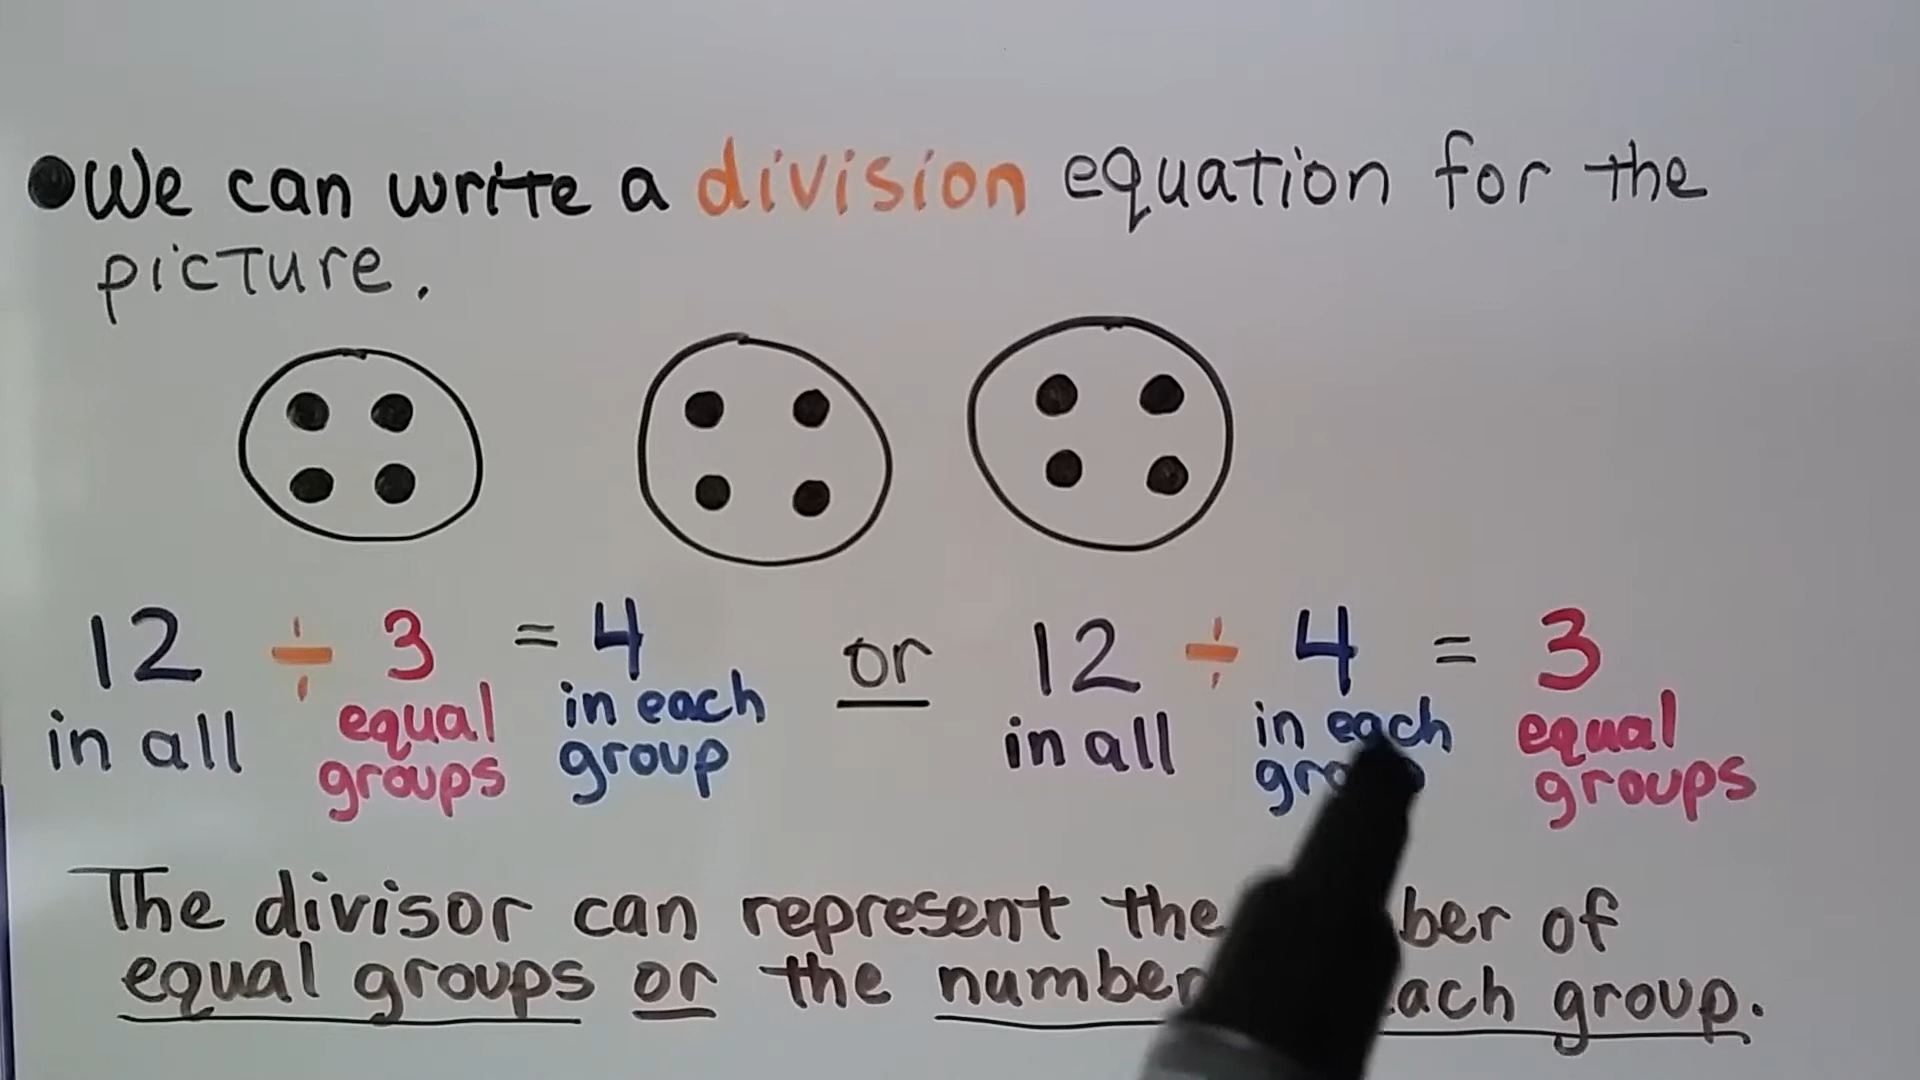 We can write a division equation for the
picture.
12 ÷ 3 = 4 or 12 ÷ 4 = 3
in all equal groups in each group in all in each equal groups
The divisor can represent the of
equal groups or the number each group.